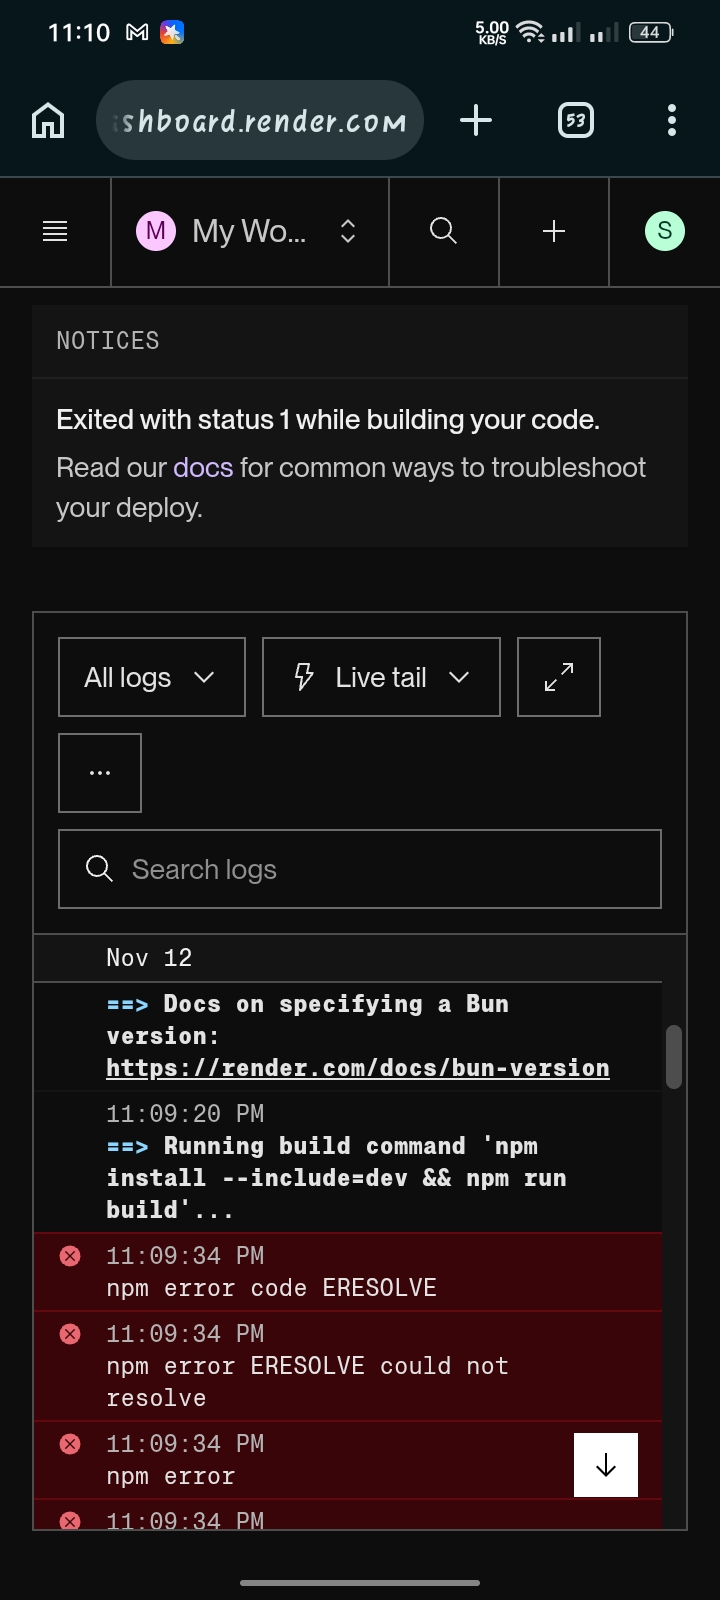 11:10
5.00
KB/S
44
shboard.render.com
53
M
My Wo...
S
NOTICES
Exited with status 1 while building your code.
Read our docs for common ways to troubleshoot
your deploy.
All logs
Live tail
...
Search logs
Nov 12
==> Docs on specifying a Bun
version:
https://render.com/docs/bun-version
11:09:20 PM
==> Running build command 'npm
install --include=dev && npm run
build'...
11:09:34 PM
npm error code ERESOLVE
11:09:34 PM
npm error ERESOLVE could not
resolve
11:09:34 PM
npm error
11:09:34 PM